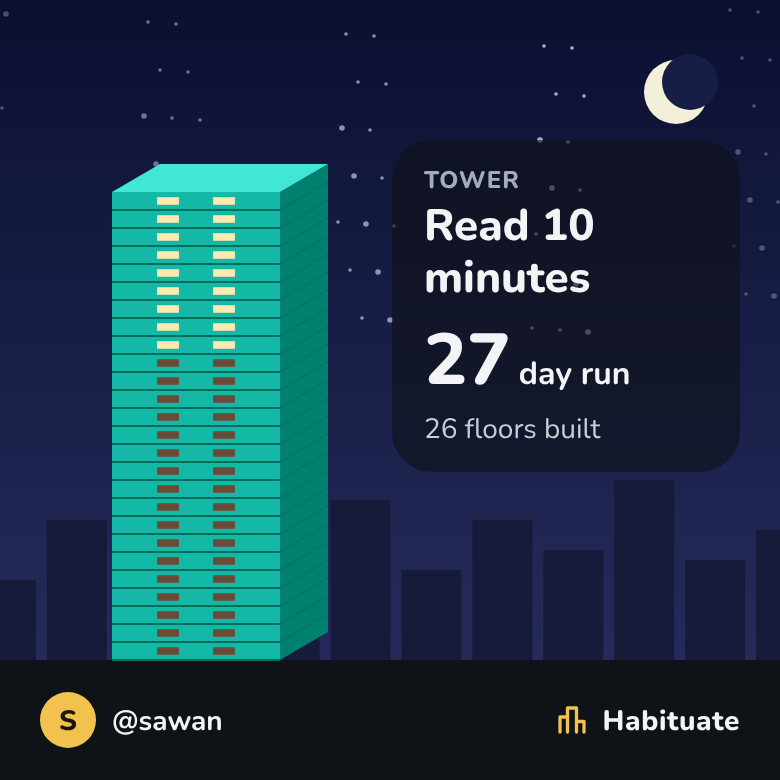 TOWER
Read 10
minutes
27 day run
26 floors built
S @sawan
Habituate